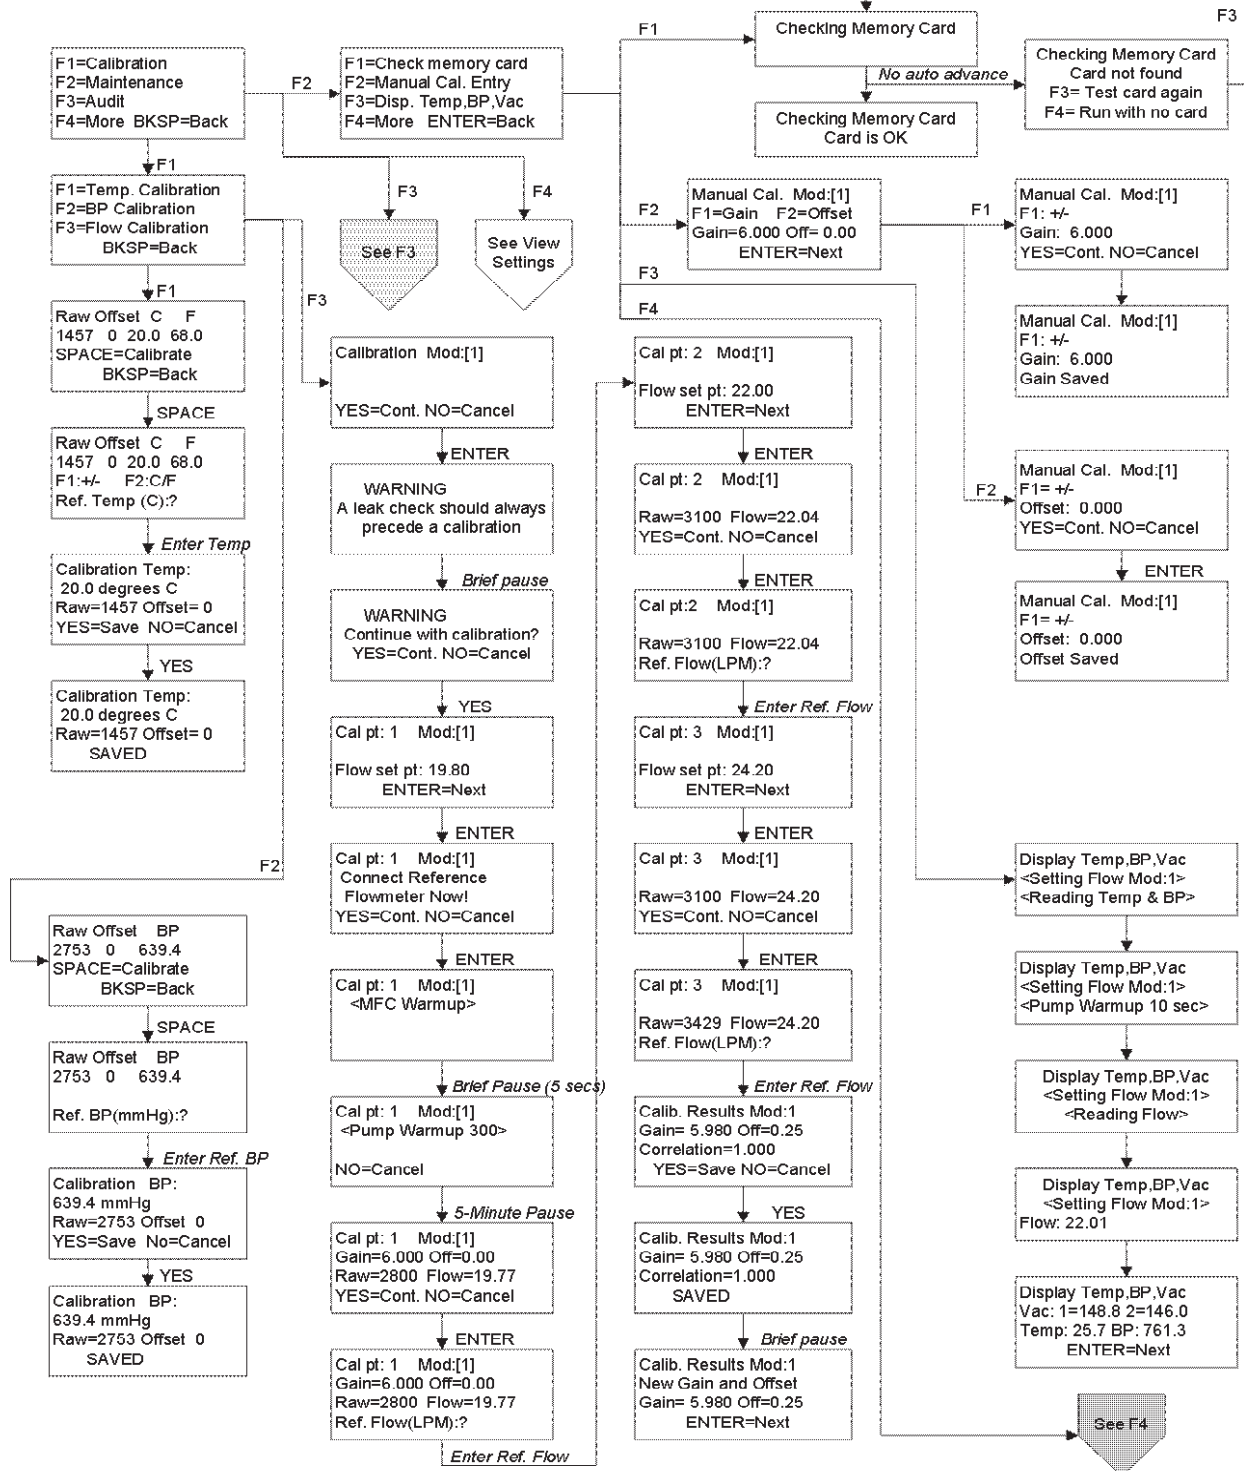 F1
Checking Memory Card
F3
F1=Calibration
F2=Maintenance
F3=Audit
F4=More BKSP=Back
F2
F1=Check memory card
F2=Manual Cal. Entry
F3=Disp. Temp,BP,Vac
F4=More ENTER=Back
No auto advance
Checking Memory Card
Card not found
F3= Test card again
F4= Run with no card
Checking Memory Card
Card is OK
F1
F3
F4
F1=Temp. Calibration
F2=BP Calibration
F3=Flow Calibration
BKSP=Back
See F3
See View
Settings
F2
Manual Cal. Mod:[1]
F1=Gain F2=Offset
Gain=6.000 Off= 0.00
ENTER=Next
F1
Manual Cal. Mod:[1]
F1: +/-
Gain: 6.000
YES=Cont. NO=Cancel
F3
F4
F1
F3
Manual Cal. Mod:[1]
F1: +/-
Gain: 6.000
Gain Saved
F2
Manual Cal. Mod:[1]
F1= +/-
Offset: 0.000
YES=Cont. NO=Cancel
ENTER
Manual Cal. Mod:[1]
F1= +/-
Offset: 0.000
Offset Saved
Raw Offset C F
1457 0 20.0 68.0
SPACE=Calibrate
BKSP=Back
SPACE
Raw Offset C F
1457 0 20.0 68.0
F1:+/- F2:C/F
Ref. Temp (C):?
Enter Temp
Calibration Temp:
20.0 degrees C
Raw=1457 Offset= 0
YES=Save NO=Cancel
YES
Calibration Temp:
20.0 degrees C
Raw=1457 Offset= 0
SAVED
F2
Raw Offset BP
2753 0 639.4
SPACE=Calibrate
BKSP=Back
SPACE
Raw Offset BP
2753 0 639.4
Ref. BP(mmHg):?
Enter Ref. BP
Calibration BP:
639.4 mmHg
Raw=2753 Offset 0
YES=Save No=Cancel
YES
Calibration BP:
639.4 mmHg
Raw=2753 Offset 0
SAVED
Calibration Mod:[1]
YES=Cont. NO=Cancel
ENTER
WARNING
A leak check should always
precede a calibration
Brief pause
WARNING
Continue with calibration?
YES=Cont. NO=Cancel
YES
Cal pt: 1 Mod:[1]
Flow set pt: 19.80
ENTER=Next
ENTER
Cal pt: 1 Mod:[1]
Connect Reference
Flowmeter Now!
YES=Cont. NO=Cancel
ENTER
Cal pt: 1 Mod:[1]
<MFC Warmup>
Brief Pause (5 secs)
Cal pt: 1 Mod:[1]
<Pump Warmup 300>
NO=Cancel
5-Minute Pause
Cal pt: 1 Mod:[1]
Gain=6.000 Off=0.00
Raw=2800 Flow=19.77
YES=Cont. NO=Cancel
ENTER
Cal pt: 1 Mod:[1]
Gain=6.000 Off=0.00
Raw=2800 Flow=19.77
Ref. Flow(LPM):?
Enter Ref. Flow
Cal pt: 2 Mod:[1]
Flow set pt: 22.00
ENTER=Next
ENTER
Cal pt: 2 Mod:[1]
Raw=3100 Flow=22.04
YES=Cont. NO=Cancel
ENTER
Cal pt:2 Mod:[1]
Raw=3100 Flow=22.04
Ref. Flow(LPM):?
Enter Ref. Flow
Cal pt: 3 Mod:[1]
Flow set pt: 24.20
ENTER=Next
ENTER
Cal pt: 3 Mod:[1]
Raw=3100 Flow=24.20
YES=Cont. NO=Cancel
ENTER
Cal pt: 3 Mod:[1]
Raw=3429 Flow=24.20
Ref. Flow(LPM):?
Enter Ref. Flow
Calib. Results Mod:1
Gain= 5.980 Off=0.25
Correlation=1.000
YES=Save NO=Cancel
YES
Calib. Results Mod:1
Gain= 5.980 Off=0.25
Correlation=1.000
SAVED
Brief pause
Calib. Results Mod:1
New Gain and Offset
Gain= 5.980 Off=0.25
ENTER=Next
Display Temp,BP,Vac
<Setting Flow Mod:1>
<Reading Temp & BP>
Display Temp,BP,Vac
<Setting Flow Mod:1>
<Pump Warmup 10 sec>
Display Temp,BP,Vac
<Setting Flow Mod:1>
<Reading Flow>
Display Temp,BP,Vac
<Setting Flow Mod:1>
Flow: 22.01
Display Temp,BP,Vac
Vac: 1=148.8 2=146.0
Temp: 25.7 BP: 761.3
ENTER=Next
See F4